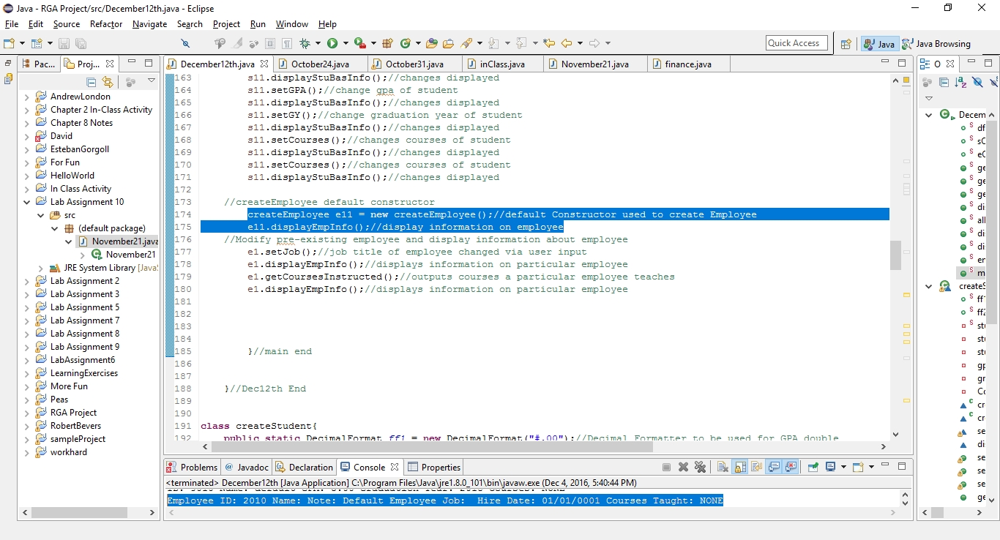 Java - RGA Project/src/December12th.java - Eclipse
File Edit Source Refactor Navigate Search Project Run Window Help
Quick Access
Java
Java Browsing
Pac...
Proj...
December12th.java
October24.java
October31.java
inClass.java
November21.java
finance.java
O
AndrewLondon
Chapter 2 In-Class Activity
Chapter 8 Notes
David
EstebanGorgoll
For Fun
HelloWorld
In Class Activity
Lab Assignment 10
src
(default package)
November21.java
November21
JRE System Library [Java
Lab Assignment 2
Lab Assignment 3
Lab Assignment 5
Lab Assignment 7
Lab Assignment 8
Lab Assignment 9
LabAssignment6
LearningExercises
More Fun
Peas
RGA Project
RobertBevers
sampleProject
workhard
163 s11.displayStuBasInfo();//changes displayed
164 s11.setGPA();//change gpa of student
165 s11.displayStuBasInfo();//changes displayed
166 s11.setGY();//change graduation year of student
167 s11.displayStuBasInfo();//changes displayed
168 s11.setCourses();//changes courses of student
169 s11.displayStuBasInfo();//changes displayed
170 s11.setCourses();//changes courses of student
171 s11.displayStuBasInfo();//changes displayed
172
173 //createEmployee default constructor
174 createEmployee e11 = new createEmployee();//default Constructor used to create Employee
175 e11.displayEmpInfo();//display information on employee
176 //Modify pre-existing employee and display information about employee
177 e1.setJob();//job title of employee changed via user input
178 e1.displayEmpInfo();//displays information on particular employee
179 e1.getCoursesInstructed();//outputs courses a particular employee teaches
180 e1.displayEmpInfo();//displays information on particular employee
181
182
183
184
185 }//main end
186
187
188 }//Dec12th End
189
190
191 class createStudent{
192 public static DecimalFormat ff1 = new DecimalFormat("#.00");//Decimal Formatter to be used for GPA double
Decem
df
sC
eC
ge
ge
ge
dis
dis
all
dis
dis
en
m
createS
ff1
ff2
stu
stu
stu
gp
gr
Co
cr
cr
se
dis
se
se
se
ge
Problems
@ Javadoc
Declaration
Console
Properties
<terminated> December12th [Java Application] C:\Program Files\Java\jre1.8.0_101\bin\javaw.exe (Dec 4, 2016, 5:40:44 PM)
Employee ID: 2010 Name: Note: Default Employee Job:  Hire Date: 01/01/0001 Courses Taught: NONE